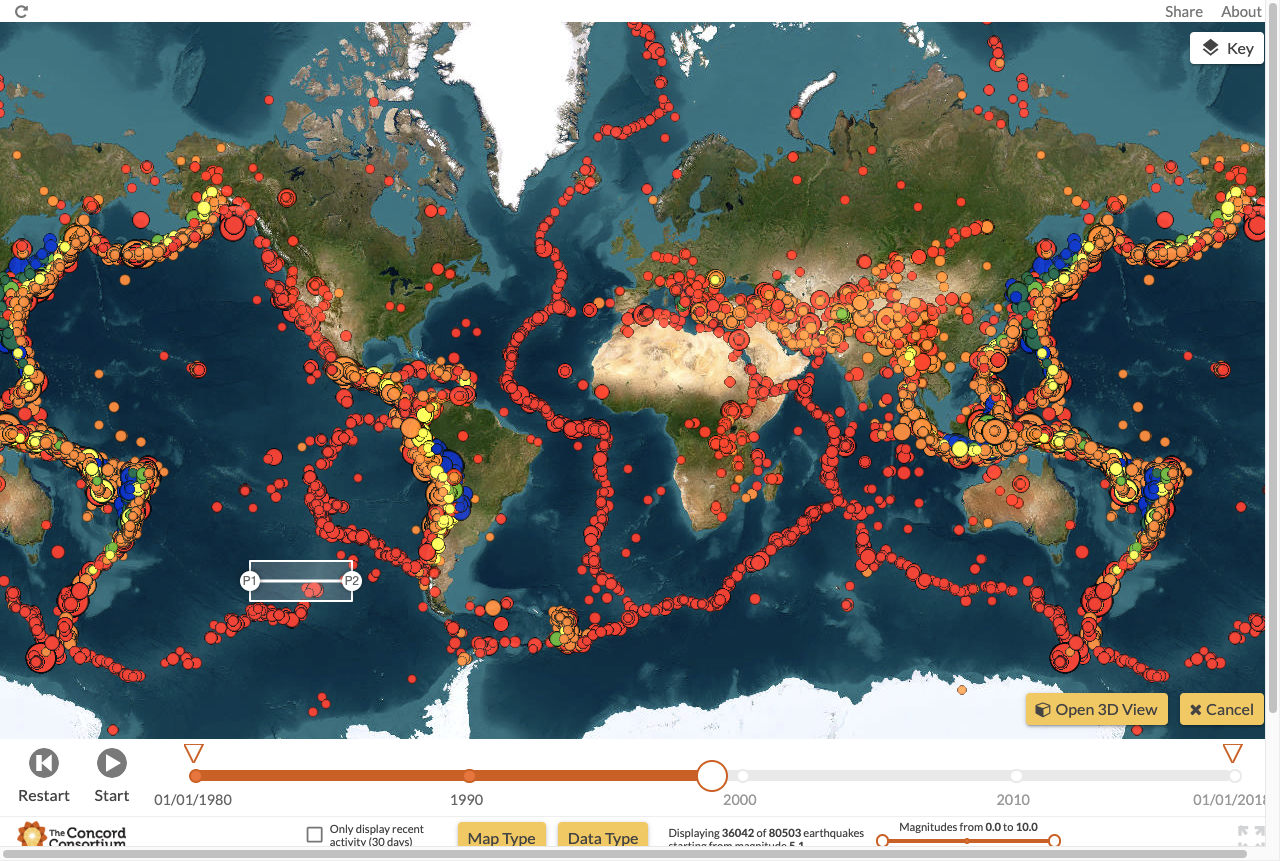 Share About
Key
P1 P2
Open 3D View Cancel
Restart Start 01/01/1980 1990 2000 2010 01/01/2018
The Concord
Consortium
Only display recent
activity (30 days)
Map Type Data Type
Displaying 36042 of 80503 earthquakes
starting from magnitude 5.1
Magnitudes from 0.0 to 10.0